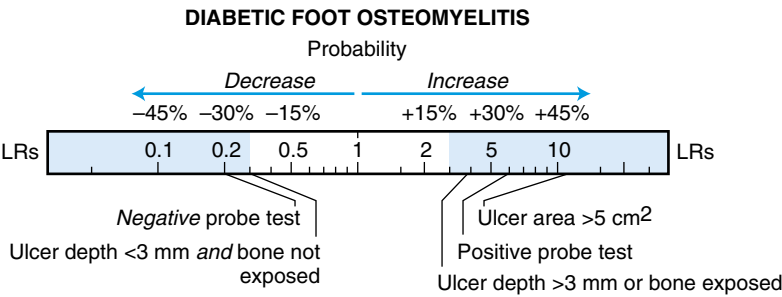 DIABETIC FOOT OSTEOMYELITIS
Probability
Decrease Increase
–45% –30% –15% +15% +30% +45%
LRs 0.1 0.2 0.5 1 2 5 10 LRs
Negative probe test
Ulcer depth <3 mm and bone not
exposed
Ulcer area >5 cm2
Positive probe test
Ulcer depth >3 mm or bone exposed